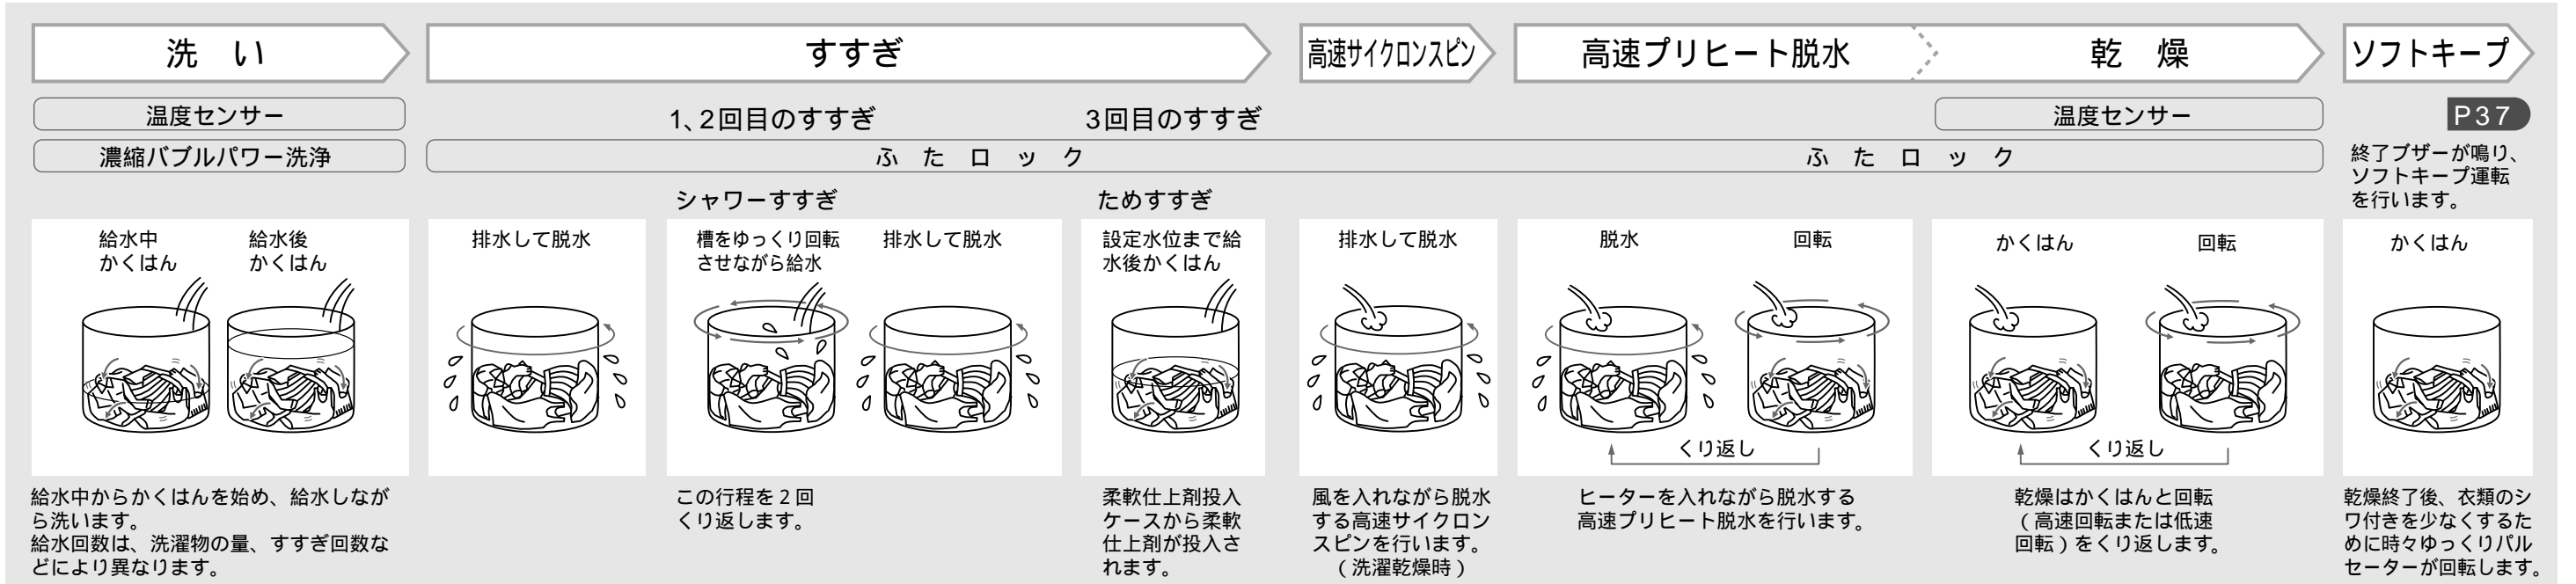 洗 い
すすぎ
高速サイクロンスピン
高速プリヒート脱水
乾 燥
ソフトキープ
温度センサー
1、2回目のすすぎ
3回目のすすぎ
温度センサー
P37
濃縮バブルパワー洗浄
ふ た ロ ッ ク
ふ た ロ ッ ク
終了ブザーが鳴り、
ソフトキープ運転
を行います。
シャワーすすぎ
ためすすぎ
給水中
かくはん
給水後
かくはん
排水して脱水
槽をゆっくり回転
させながら給水
排水して脱水
設定水位まで給
水後かくはん
排水して脱水
脱水
回転
かくはん
回転
かくはん
くり返し
くり返し
給水中からかくはんを始め、給水しなが
ら洗います。
給水回数は、洗濯物の量、すすぎ回数な
どにより異なります。
この行程を2回
くり返します。
柔軟仕上剤投入
ケースから柔軟
仕上剤が投入さ
れます。
風を入れながら脱水
する高速サイクロン
スピンを行います。
(洗濯乾燥時)
ヒーターを入れながら脱水する
高速プリヒート脱水を行います。
乾燥はかくはんと回転
(高速回転または低速
回転)をくり返します。
乾燥終了後、衣類のシ
ワ付きを少なくするた
めに時々ゆっくりパル
セーターが回転します。